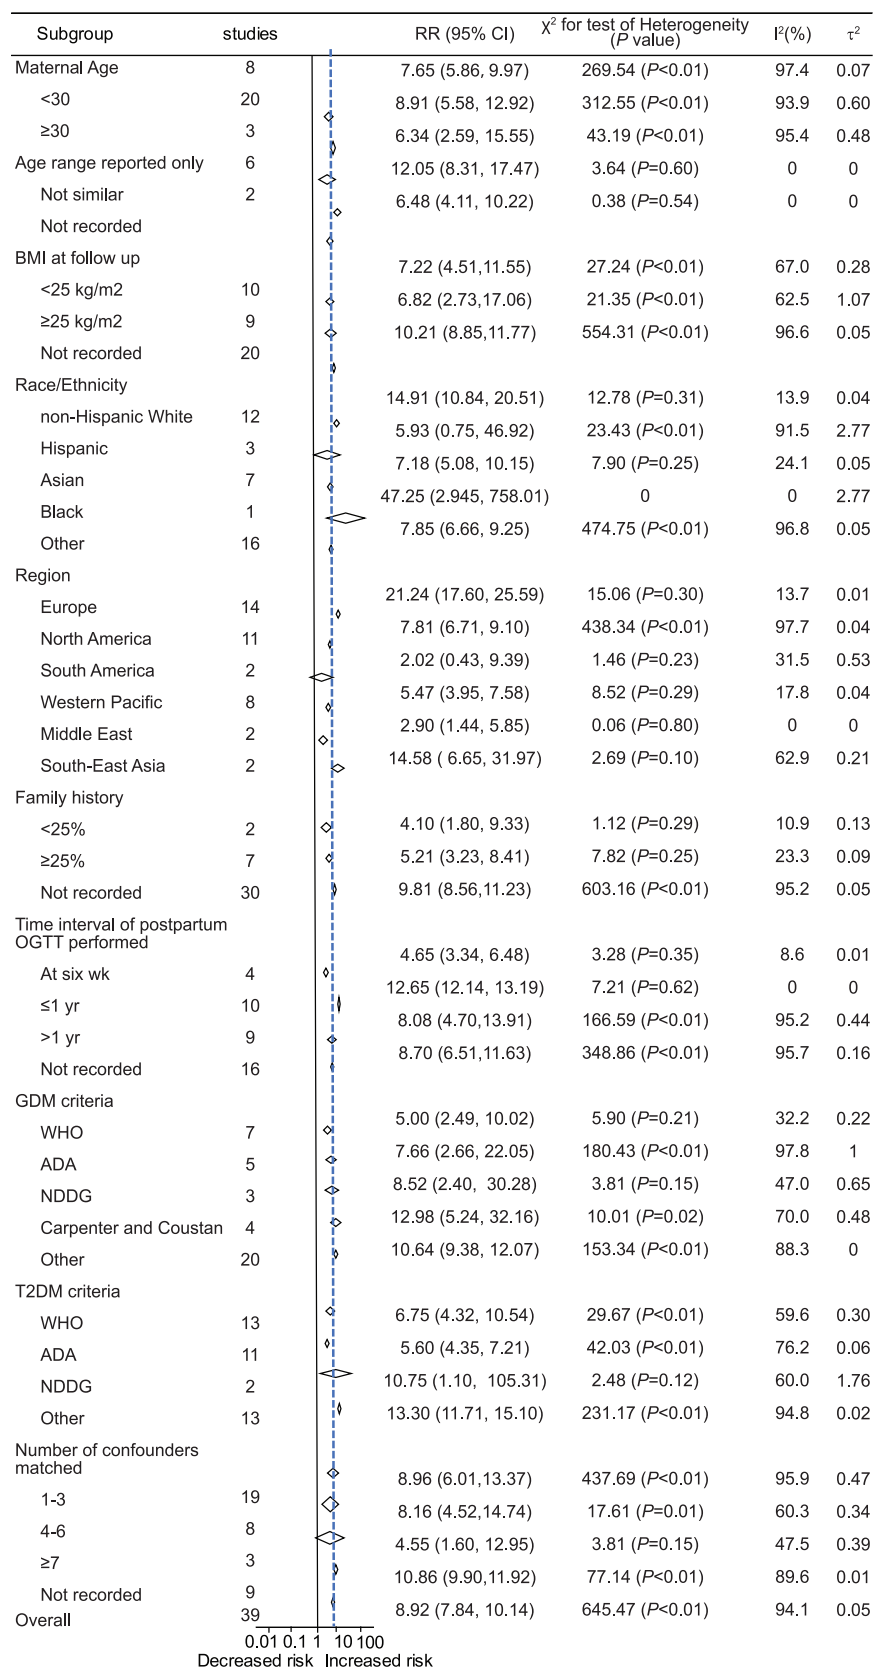 Subgroup studies RR (95% CI) χ² for test of Heterogeneity (P value) I²(%) τ²
Maternal Age 8 7.65 (5.86, 9.97) 269.54 (P<0.01) 97.4 0.07
<30 20 8.91 (5.58, 12.92) 312.55 (P<0.01) 93.9 0.60
≥30 3 6.34 (2.59, 15.55) 43.19 (P<0.01) 95.4 0.48
Age range reported only 6 12.05 (8.31, 17.47) 3.64 (P=0.60) 0 0
Not similar 2 6.48 (4.11, 10.22) 0.38 (P=0.54) 0 0
Not recorded
BMI at follow up 7.22 (4.51,11.55) 27.24 (P<0.01) 67.0 0.28
<25 kg/m2 10 6.82 (2.73,17.06) 21.35 (P<0.01) 62.5 1.07
≥25 kg/m2 9 10.21 (8.85,11.77) 554.31 (P<0.01) 96.6 0.05
Not recorded 20
Race/Ethnicity 14.91 (10.84, 20.51) 12.78 (P=0.31) 13.9 0.04
non-Hispanic White 12 5.93 (0.75, 46.92) 23.43 (P<0.01) 91.5 2.77
Hispanic 3 7.18 (5.08, 10.15) 7.90 (P=0.25) 24.1 0.05
Asian 7 47.25 (2.945, 758.01) 0 0 2.77
Black 1 7.85 (6.66, 9.25) 474.75 (P<0.01) 96.8 0.05
Other 16
Region 21.24 (17.60, 25.59) 15.06 (P=0.30) 13.7 0.01
Europe 14 7.81 (6.71, 9.10) 438.34 (P<0.01) 97.7 0.04
North America 11 2.02 (0.43, 9.39) 1.46 (P=0.23) 31.5 0.53
South America 2 5.47 (3.95, 7.58) 8.52 (P=0.29) 17.8 0.04
Western Pacific 8 2.90 (1.44, 5.85) 0.06 (P=0.80) 0 0
Middle East 2 14.58 ( 6.65, 31.97) 2.69 (P=0.10) 62.9 0.21
South-East Asia 2
Family history
<25% 2 4.10 (1.80, 9.33) 1.12 (P=0.29) 10.9 0.13
≥25% 7 5.21 (3.23, 8.41) 7.82 (P=0.25) 23.3 0.09
Not recorded 30 9.81 (8.56,11.23) 603.16 (P<0.01) 95.2 0.05
Time interval of postpartum
OGTT performed 4.65 (3.34, 6.48) 3.28 (P=0.35) 8.6 0.01
At six wk 4 12.65 (12.14, 13.19) 7.21 (P=0.62) 0 0
≤1 yr 10 8.08 (4.70,13.91) 166.59 (P<0.01) 95.2 0.44
>1 yr 9 8.70 (6.51,11.63) 348.86 (P<0.01) 95.7 0.16
Not recorded 16
GDM criteria 5.00 (2.49, 10.02) 5.90 (P=0.21) 32.2 0.22
WHO 7 7.66 (2.66, 22.05) 180.43 (P<0.01) 97.8 1
ADA 5 8.52 (2.40, 30.28) 3.81 (P=0.15) 47.0 0.65
NDDG 3 12.98 (5.24, 32.16) 10.01 (P=0.02) 70.0 0.48
Carpenter and Coustan 4 10.64 (9.38, 12.07) 153.34 (P<0.01) 88.3 0
Other 20
T2DM criteria 6.75 (4.32, 10.54) 29.67 (P<0.01) 59.6 0.30
WHO 13 5.60 (4.35, 7.21) 42.03 (P<0.01) 76.2 0.06
ADA 11 10.75 (1.10, 105.31) 2.48 (P=0.12) 60.0 1.76
NDDG 2 13.30 (11.71, 15.10) 231.17 (P<0.01) 94.8 0.02
Other 13
Number of confounders
matched 8.96 (6.01,13.37) 437.69 (P<0.01) 95.9 0.47
1-3 19 8.16 (4.52,14.74) 17.61 (P=0.01) 60.3 0.34
4-6 8 4.55 (1.60, 12.95) 3.81 (P=0.15) 47.5 0.39
≥7 3 10.86 (9.90,11.92) 77.14 (P<0.01) 89.6 0.01
Not recorded 9 8.92 (7.84, 10.14) 645.47 (P<0.01) 94.1 0.05
Overall 39
0.01 0.1 1 10 100
Decreased risk Increased risk